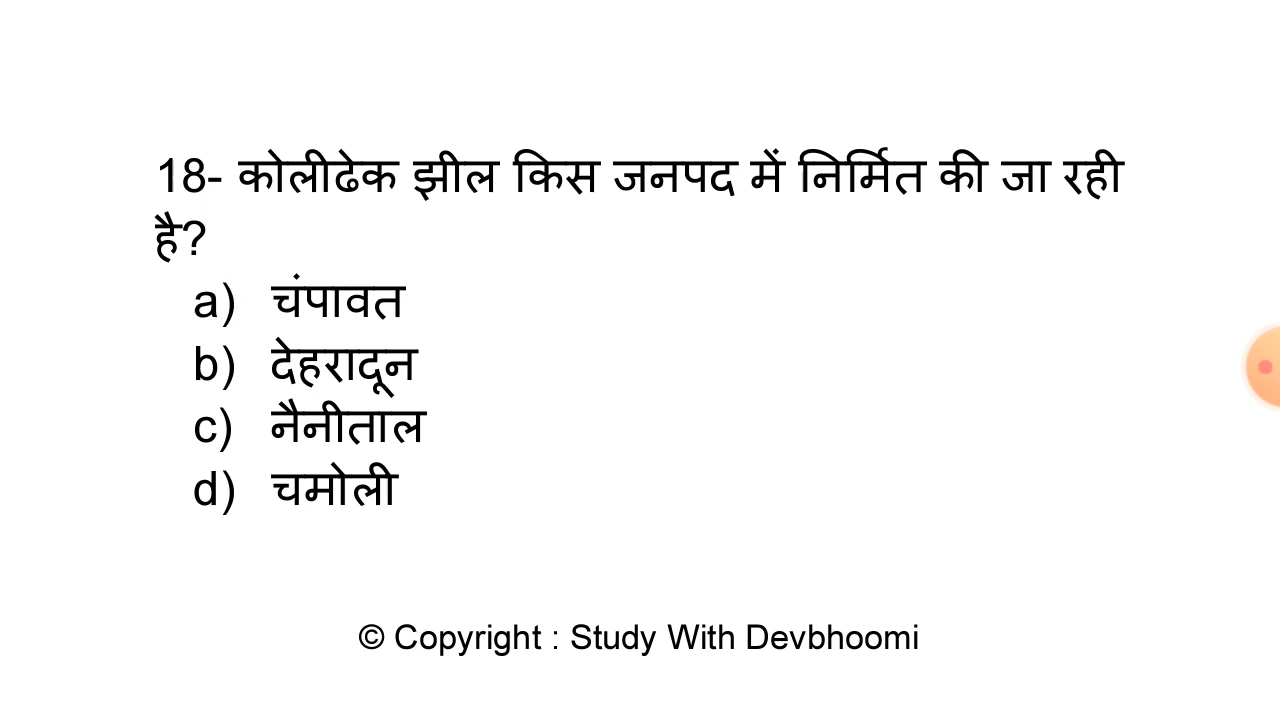 18- कोलीढेक झील किस जनपद में निर्मित की जा रही
है?
a) चंपावत
b) देहरादून
c) नैनीताल
d) चमोली
© Copyright : Study With Devbhoomi